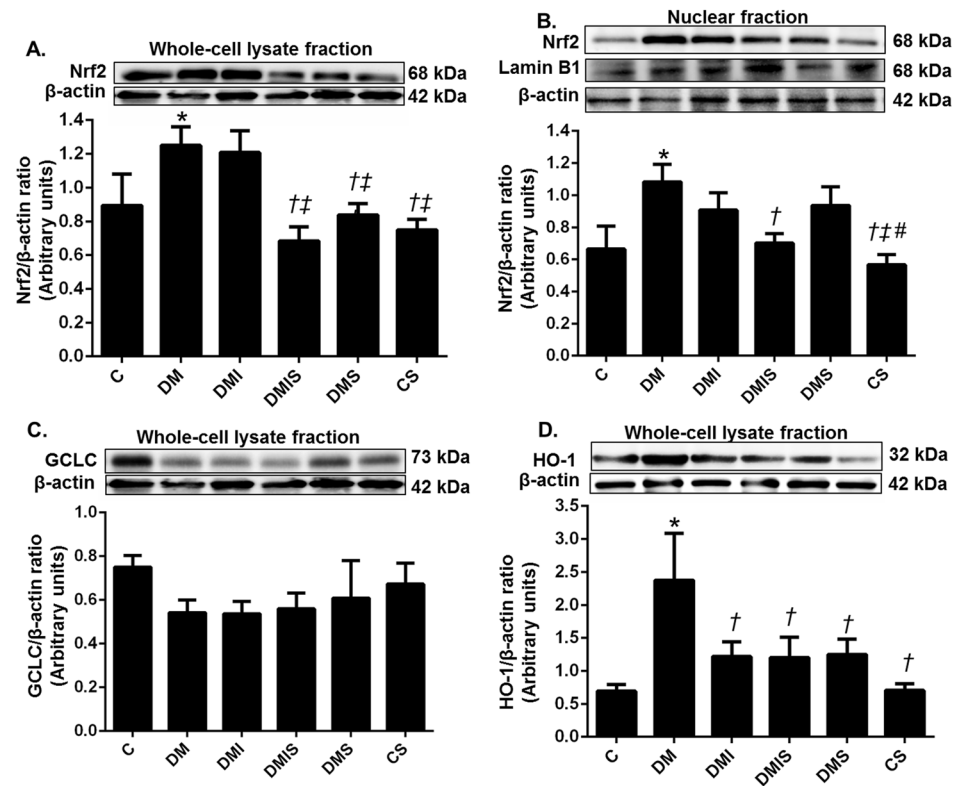 A.
Whole-cell lysate fraction
Nrf2 68 kDa
β-actin 42 kDa
Nrf2/β-actin ratio
(Arbitrary units)
1.4
1.2
1.0
0.8
0.6
0.4
0.2
0.0
*
†‡
†‡
†‡
C DM DMI DMIS DMS CS
B.
Nuclear fraction
Nrf2 68 kDa
Lamin B1 68 kDa
β-actin 42 kDa
Nrf2/β-actin ratio
(Arbitrary units)
1.4
1.2
1.0
0.8
0.6
0.4
0.2
0.0
*
†
†‡#
C DM DMI DMIS DMS CS
C.
Whole-cell lysate fraction
GCLC 73 kDa
β-actin 42 kDa
GCLC/β-actin ratio
(Arbitrary units)
1.0
0.8
0.6
0.4
0.2
0.0
C DM DMI DMIS DMS CS
D.
Whole-cell lysate fraction
HO-1 32 kDa
β-actin 42 kDa
HO-1/β-actin ratio
(Arbitrary units)
3.5
3.0
2.5
2.0
1.5
1.0
0.5
0.0
*
†
†
†
†
C DM DMI DMIS DMS CS